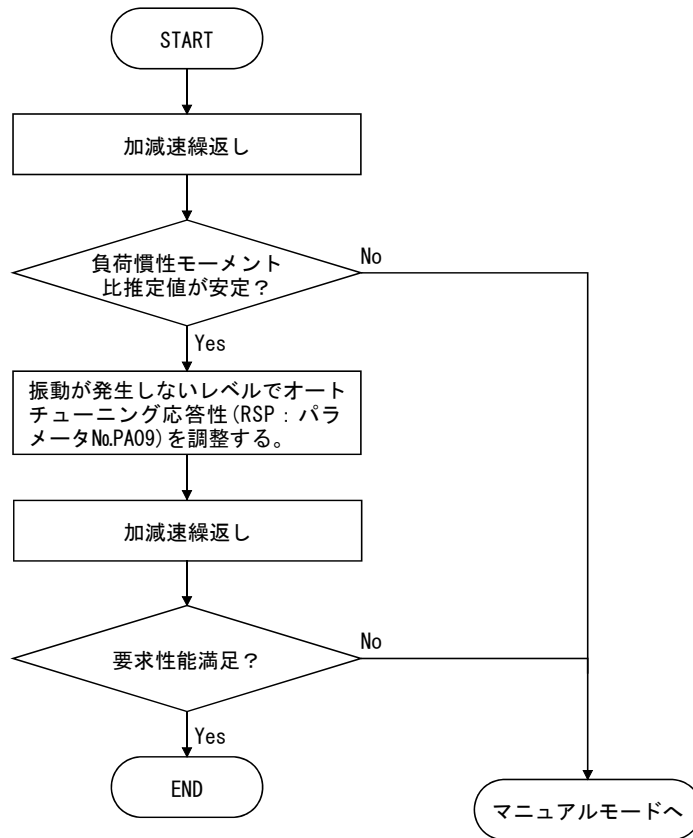 START
加減速繰返し
負荷慣性モーメント
比推定値が安定？
No
Yes
振動が発生しないレベルでオート
チューニング応答性(RSP：パラ
メータ№PA09)を調整する。
加減速繰返し
要求性能満足？
No
Yes
END
マニュアルモードへ